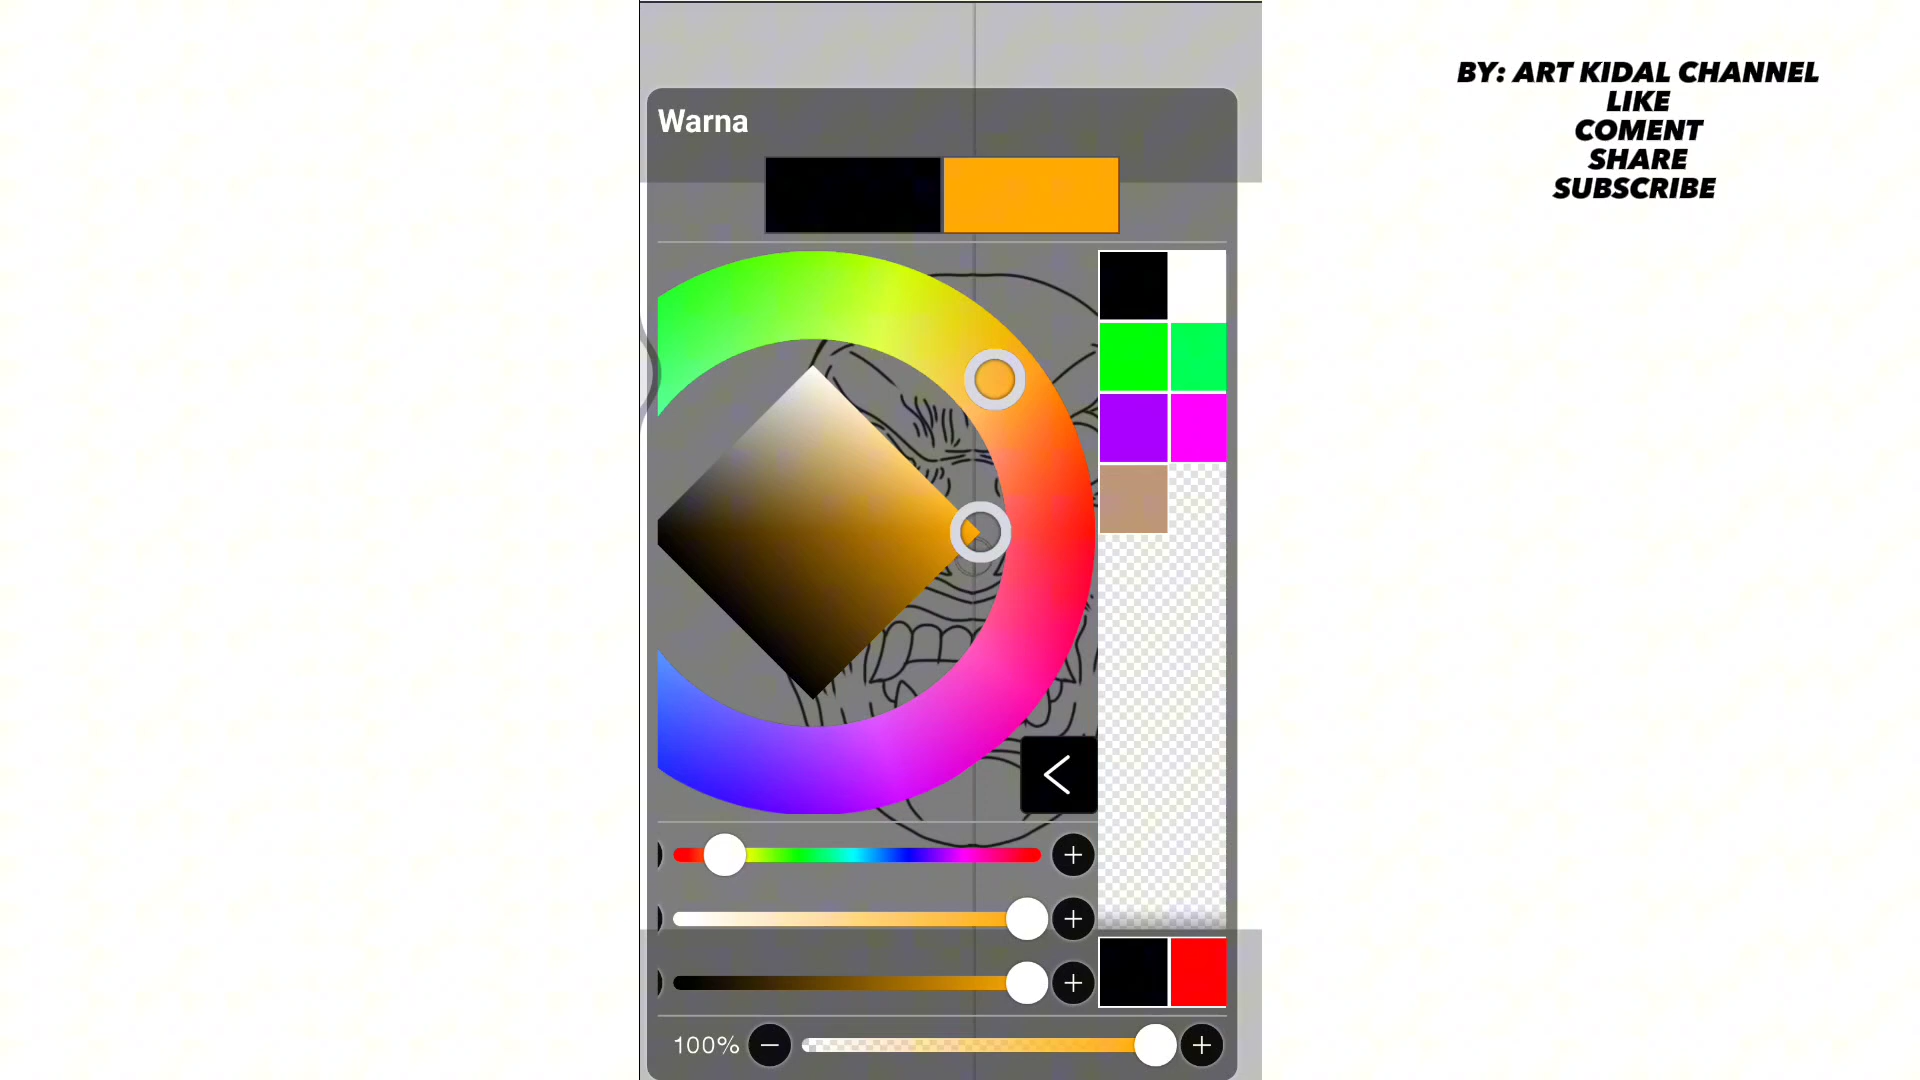 BY: ART KIDAL CHANNEL
LIKE
COMENT
SHARE
SUBSCRIBE
Warna
100%